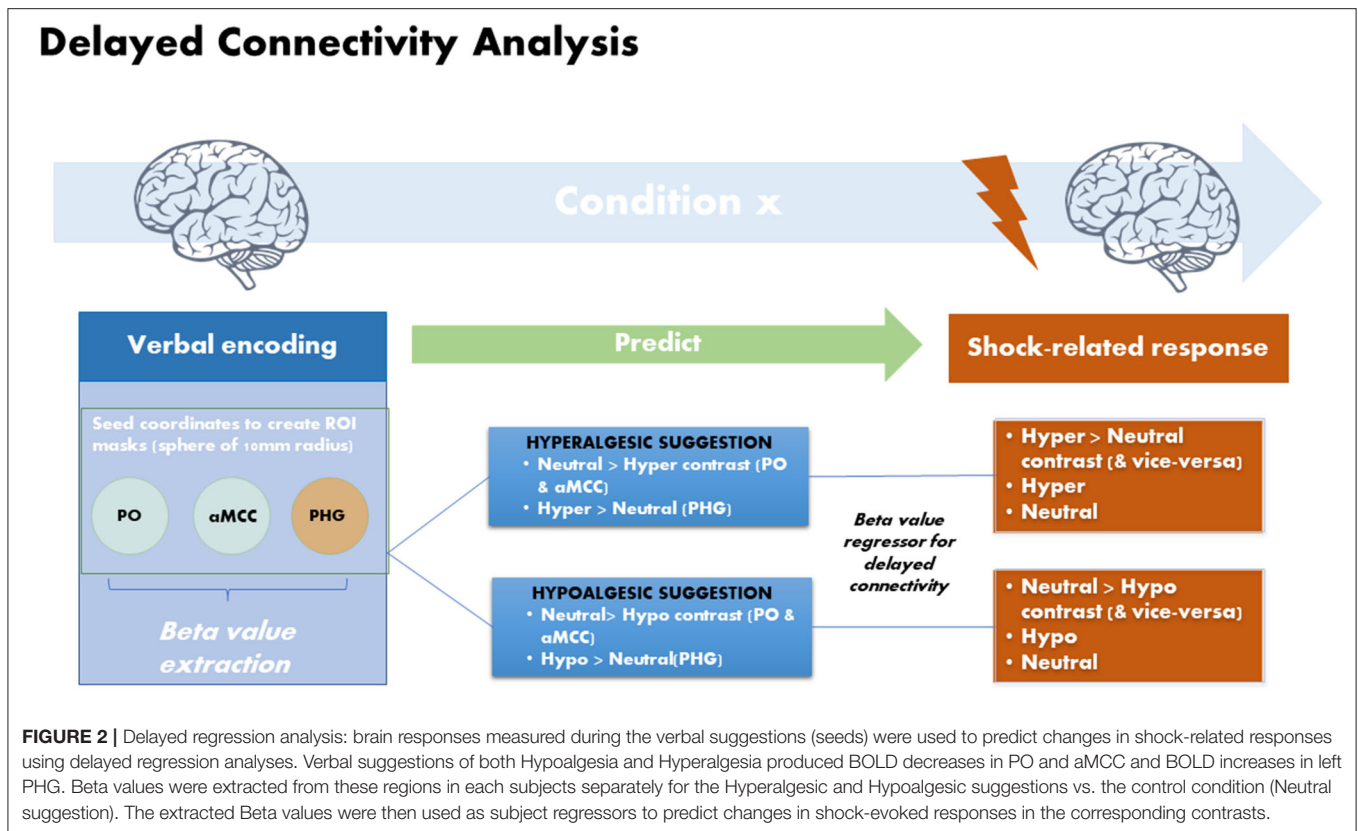 Delayed Connectivity Analysis
Condition x
Verbal encoding
Predict
Shock-related response
Seed coordinates to create ROI
masks (sphere of 10mm radius)
PO
aMCC
PHG
Beta value
extraction
HYPERALGESIC SUGGESTION
• Neutral > Hyper contrast (PO
& aMCC)
• Hyper > Neutral (PHG)
HYPOALGESIC SUGGESTION
• Neutral> Hypo contrast (PO &
aMCC)
• Hypo > Neutral(PHG)
Beta value
regressor for
delayed
connectivity
• Hyper > Neutral
contrast (& vice-versa)
• Hyper
• Neutral
• Neutral > Hypo
contrast (& vice-versa)
• Hypo
• Neutral
FIGURE 2 | Delayed regression analysis: brain responses measured during the verbal suggestions (seeds) were used to predict changes in shock-related responses
using delayed regression analyses. Verbal suggestions of both Hypoalgesia and Hyperalgesia produced BOLD decreases in PO and aMCC and BOLD increases in left
PHG. Beta values were extracted from these regions in each subjects separately for the Hyperalgesic and Hypoalgesic suggestions vs. the control condition (Neutral
suggestion). The extracted Beta values were then used as subject regressors to predict changes in shock-evoked responses in the corresponding contrasts.